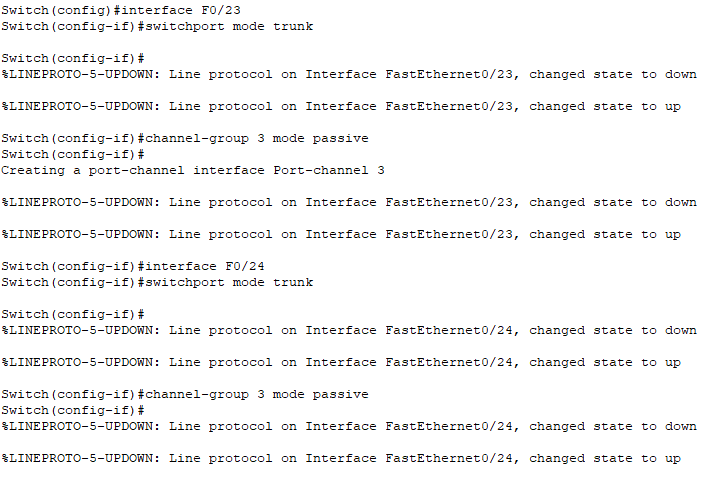 Switch(config)#interface F0/23
Switch(config-if)#switchport mode trunk
Switch(config-if)#
%LINEPROTO-5-UPDOWN: Line protocol on Interface FastEthernet0/23, changed state to down
%LINEPROTO-5-UPDOWN: Line protocol on Interface FastEthernet0/23, changed state to up
Switch(config-if)#channel-group 3 mode passive
Switch(config-if)#
Creating a port-channel interface Port-channel 3
%LINEPROTO-5-UPDOWN: Line protocol on Interface FastEthernet0/23, changed state to down
%LINEPROTO-5-UPDOWN: Line protocol on Interface FastEthernet0/23, changed state to up
Switch(config-if)#interface F0/24
Switch(config-if)#switchport mode trunk
Switch(config-if)#
%LINEPROTO-5-UPDOWN: Line protocol on Interface FastEthernet0/24, changed state to down
%LINEPROTO-5-UPDOWN: Line protocol on Interface FastEthernet0/24, changed state to up
Switch(config-if)#channel-group 3 mode passive
Switch(config-if)#
%LINEPROTO-5-UPDOWN: Line protocol on Interface FastEthernet0/24, changed state to down
%LINEPROTO-5-UPDOWN: Line protocol on Interface FastEthernet0/24, changed state to up